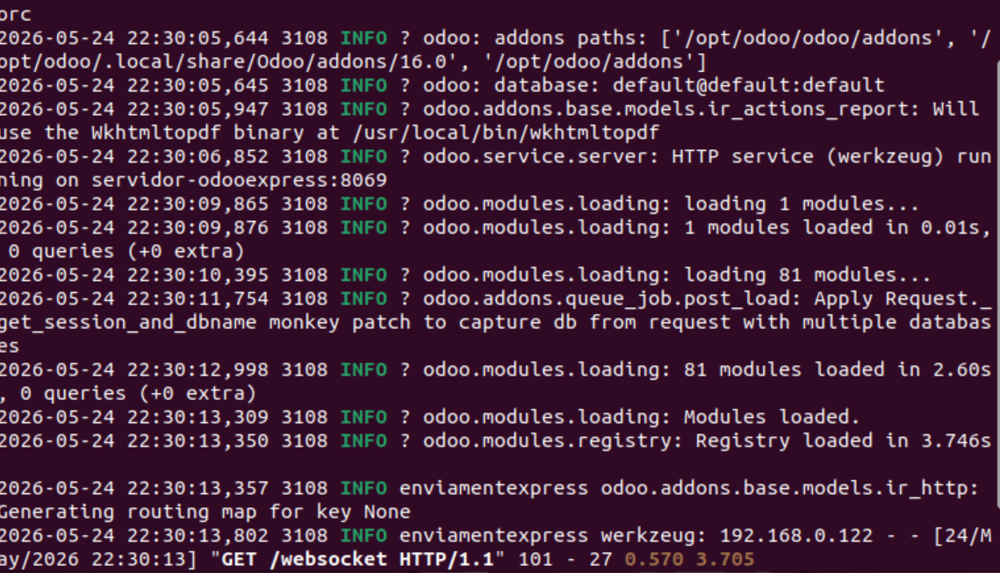 orc
2026-05-24 22:30:05,644 3108 INFO ? odoo: addons paths: ['/opt/odoo/odoo/addons', '/
opt/odoo/.local/share/Odoo/addons/16.0', '/opt/odoo/addons']
2026-05-24 22:30:05,645 3108 INFO ? odoo: database: default@default:default
2026-05-24 22:30:05,947 3108 INFO ? odoo.addons.base.models.ir_actions_report: Will
use the Wkhtmltopdf binary at /usr/local/bin/wkhtmltopdf
2026-05-24 22:30:06,852 3108 INFO ? odoo.service.server: HTTP service (werkzeug) run
ning on servidor-odooexpress:8069
2026-05-24 22:30:09,865 3108 INFO ? odoo.modules.loading: loading 1 modules...
2026-05-24 22:30:09,876 3108 INFO ? odoo.modules.loading: 1 modules loaded in 0.01s,
0 queries (+0 extra)
2026-05-24 22:30:10,395 3108 INFO ? odoo.modules.loading: loading 81 modules...
2026-05-24 22:30:11,754 3108 INFO ? odoo.addons.queue_job.post_load: Apply Request._
get_session_and_dbname monkey patch to capture db from request with multiple databas
es
2026-05-24 22:30:12,998 3108 INFO ? odoo.modules.loading: 81 modules loaded in 2.60s
, 0 queries (+0 extra)
2026-05-24 22:30:13,309 3108 INFO ? odoo.modules.loading: Modules loaded.
2026-05-24 22:30:13,350 3108 INFO ? odoo.modules.registry: Registry loaded in 3.746s
2026-05-24 22:30:13,357 3108 INFO enviamentexpress odoo.addons.base.models.ir_http:
Generating routing map for key None
2026-05-24 22:30:13,802 3108 INFO enviamentexpress werkzeug: 192.168.0.122 - - [24/M
ay/2026 22:30:13] "GET /websocket HTTP/1.1" 101 - 27 0.570 3.705